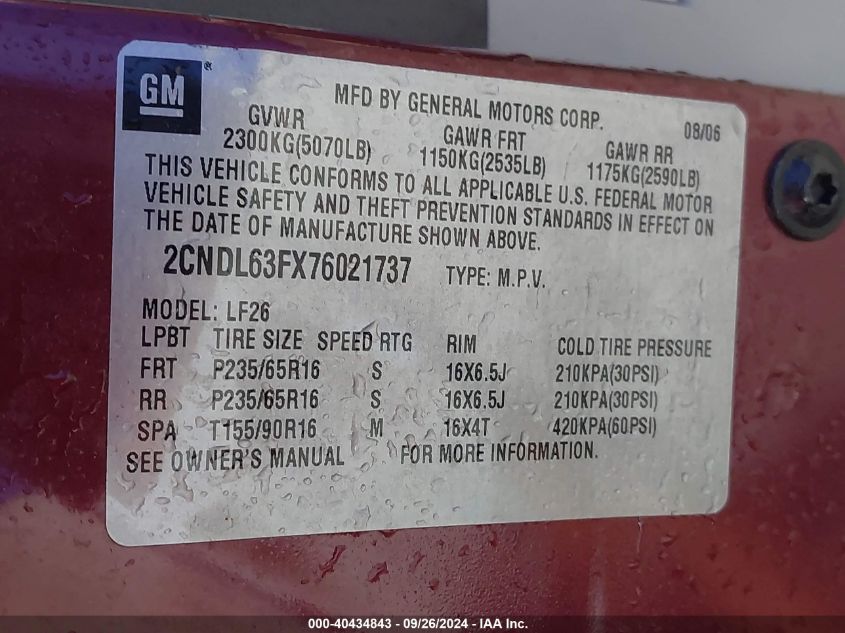 GM
MFD BY GENERAL MOTORS CORP. 08/06
GVWR GAWR FRT GAWR RR
2300KG(5070LB) 1150KG(2535LB) 1175KG(2590LB)
THIS VEHICLE CONFORMS TO ALL APPLICABLE U.S. FEDERAL MOTOR
VEHICLE SAFETY AND THEFT PREVENTION STANDARDS IN EFFECT ON
THE DATE OF MANUFACTURE SHOWN ABOVE.
2CNDL63FX76021737 TYPE: M.P.V.
MODEL: LF26
LPBT TIRE SIZE SPEED RTG RIM COLD TIRE PRESSURE
FRT P235/65R16 S 16X6.5J 210KPA(30PSI)
RR P235/65R16 S 16X6.5J 210KPA(30PSI)
SPA T155/90R16 M 16X4T 420KPA(60PSI)
SEE OWNER'S MANUAL FOR MORE INFORMATION.
000-40434843 - 09/26/2024 - IAA Inc.